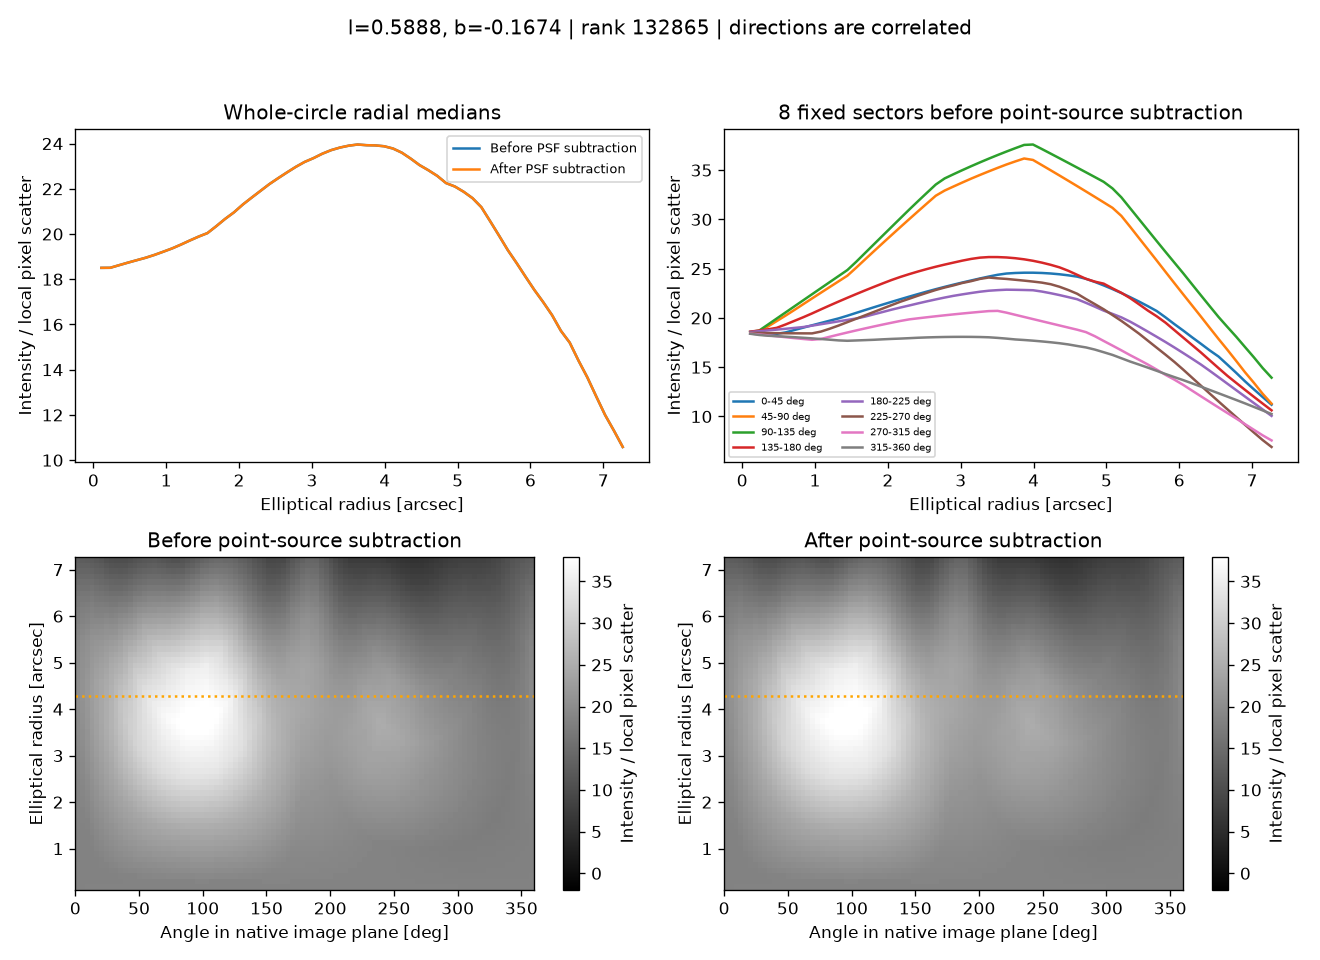 l=0.5888, b=-0.1674 | rank 132865 | directions are correlated
Whole-circle radial medians
Before PSF subtraction
After PSF subtraction
Intensity / local pixel scatter
24
22
20
18
16
14
12
10
0 1 2 3 4 5 6 7
Elliptical radius [arcsec]
8 fixed sectors before point-source subtraction
Intensity / local pixel scatter
35
30
25
20
15
10
0-45 deg
45-90 deg
90-135 deg
135-180 deg
180-225 deg
225-270 deg
270-315 deg
315-360 deg
0 1 2 3 4 5 6 7
Elliptical radius [arcsec]
Before point-source subtraction
Elliptical radius [arcsec]
7
6
5
4
3
2
1
0 50 100 150 200 250 300 350
Angle in native image plane [deg]
35
30
25
20
15
10
5
0
Intensity / local pixel scatter
After point-source subtraction
Elliptical radius [arcsec]
7
6
5
4
3
2
1
0 50 100 150 200 250 300 350
Angle in native image plane [deg]
35
30
25
20
15
10
5
0
Intensity / local pixel scatter